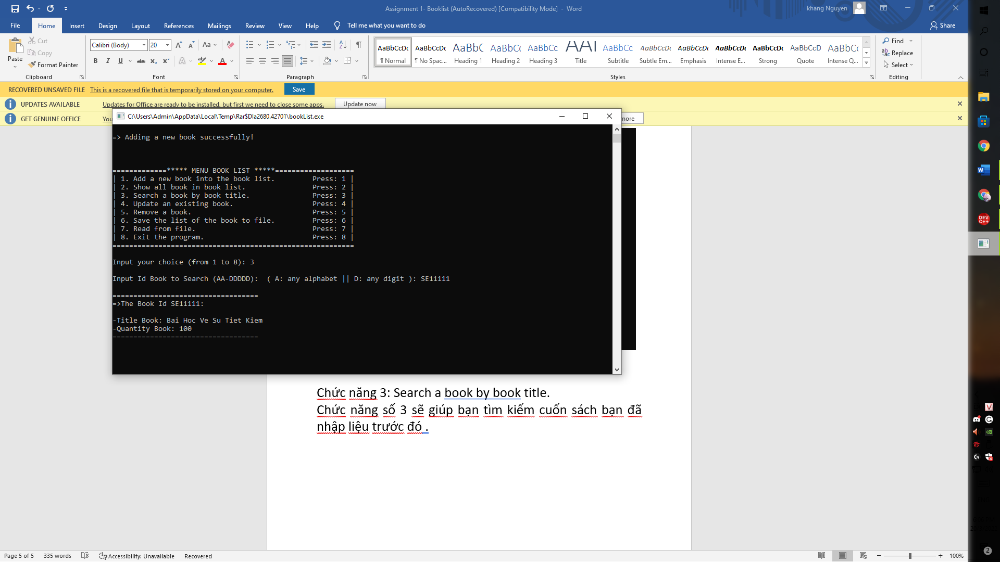 Assignment 1- Booklist (AutoRecovered) [Compatibility Mode] - Word
khang Nguyen
File Home Insert Design Layout References Mailings Review View Help Tell me what you want to do
Share
Paste
Cut
Copy
Format Painter
Clipboard
Calibri (Body) 20
Font
Paragraph
AaBbCcDc AaBbCcDc AaBbC AaBbCc AaBbCc AaBbCc AaBbCcDc AaBbCcDc AaBbCcDc AaBbCcDc AaBbCcD AaBbCc
¶ Normal ¶ No Spac... Heading 1 Heading 2 Heading 3 Title Subtitle Subtle Em... Emphasis Intense E... Strong Quote Intense Q...
Styles
Find
Replace
Select
Editing
RECOVERED UNSAVED FILE This is a recovered file that is temporarily stored on your computer. Save
UPDATES AVAILABLE Updates for Office are ready to be installed, but first we need to close some apps. Update now
GET GENUINE OFFICE You more
C:\Users\Admin\AppData\Local\Temp\Rar$DIa2680.42701\bookList.exe
=> Adding a new book successfully!
=============***** MENU BOOK LIST *****===================
| 1. Add a new book into the book list. Press: 1 |
| 2. Show all book in book list. Press: 2 |
| 3. Search a book by book title. Press: 3 |
| 4. Update an existing book. Press: 4 |
| 5. Remove a book. Press: 5 |
| 6. Save the list of the book to file. Press: 6 |
| 7. Read from file. Press: 7 |
| 8. Exit the program. Press: 8 |
==========================================================
Input your choice (from 1 to 8): 3
Input Id Book to Search (AA-DDDDD):  ( A: any alphabet || D: any digit ): SE11111
===================================
=>The Book Id SE11111:
-Title Book: Bai Hoc Ve Su Tiet Kiem
-Quantity Book: 100
===================================
Chức năng 3: Search a book by book title.
Chức năng số 3 sẽ giúp bạn tìm kiếm cuốn sách bạn đã
nhập liệu trước đó .
Page 5 of 5 335 words Accessibility: Unavailable Recovered 100%
DEV C++
2